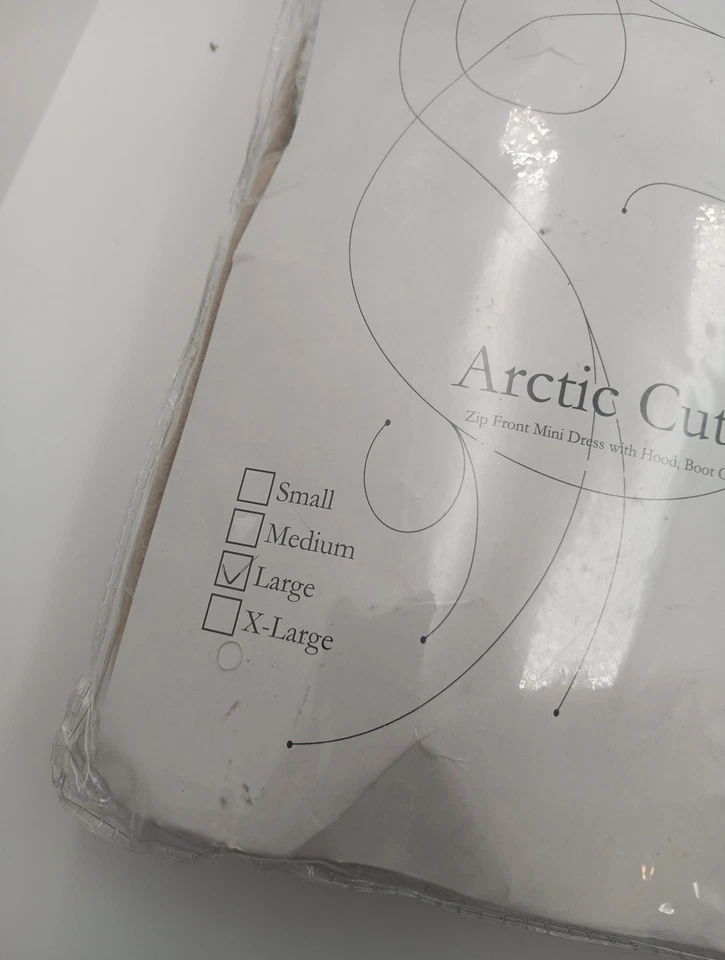 Arctic Cut
Zip Front Mini Dress with Hood, Boot
Small
Medium
Large
X-Large